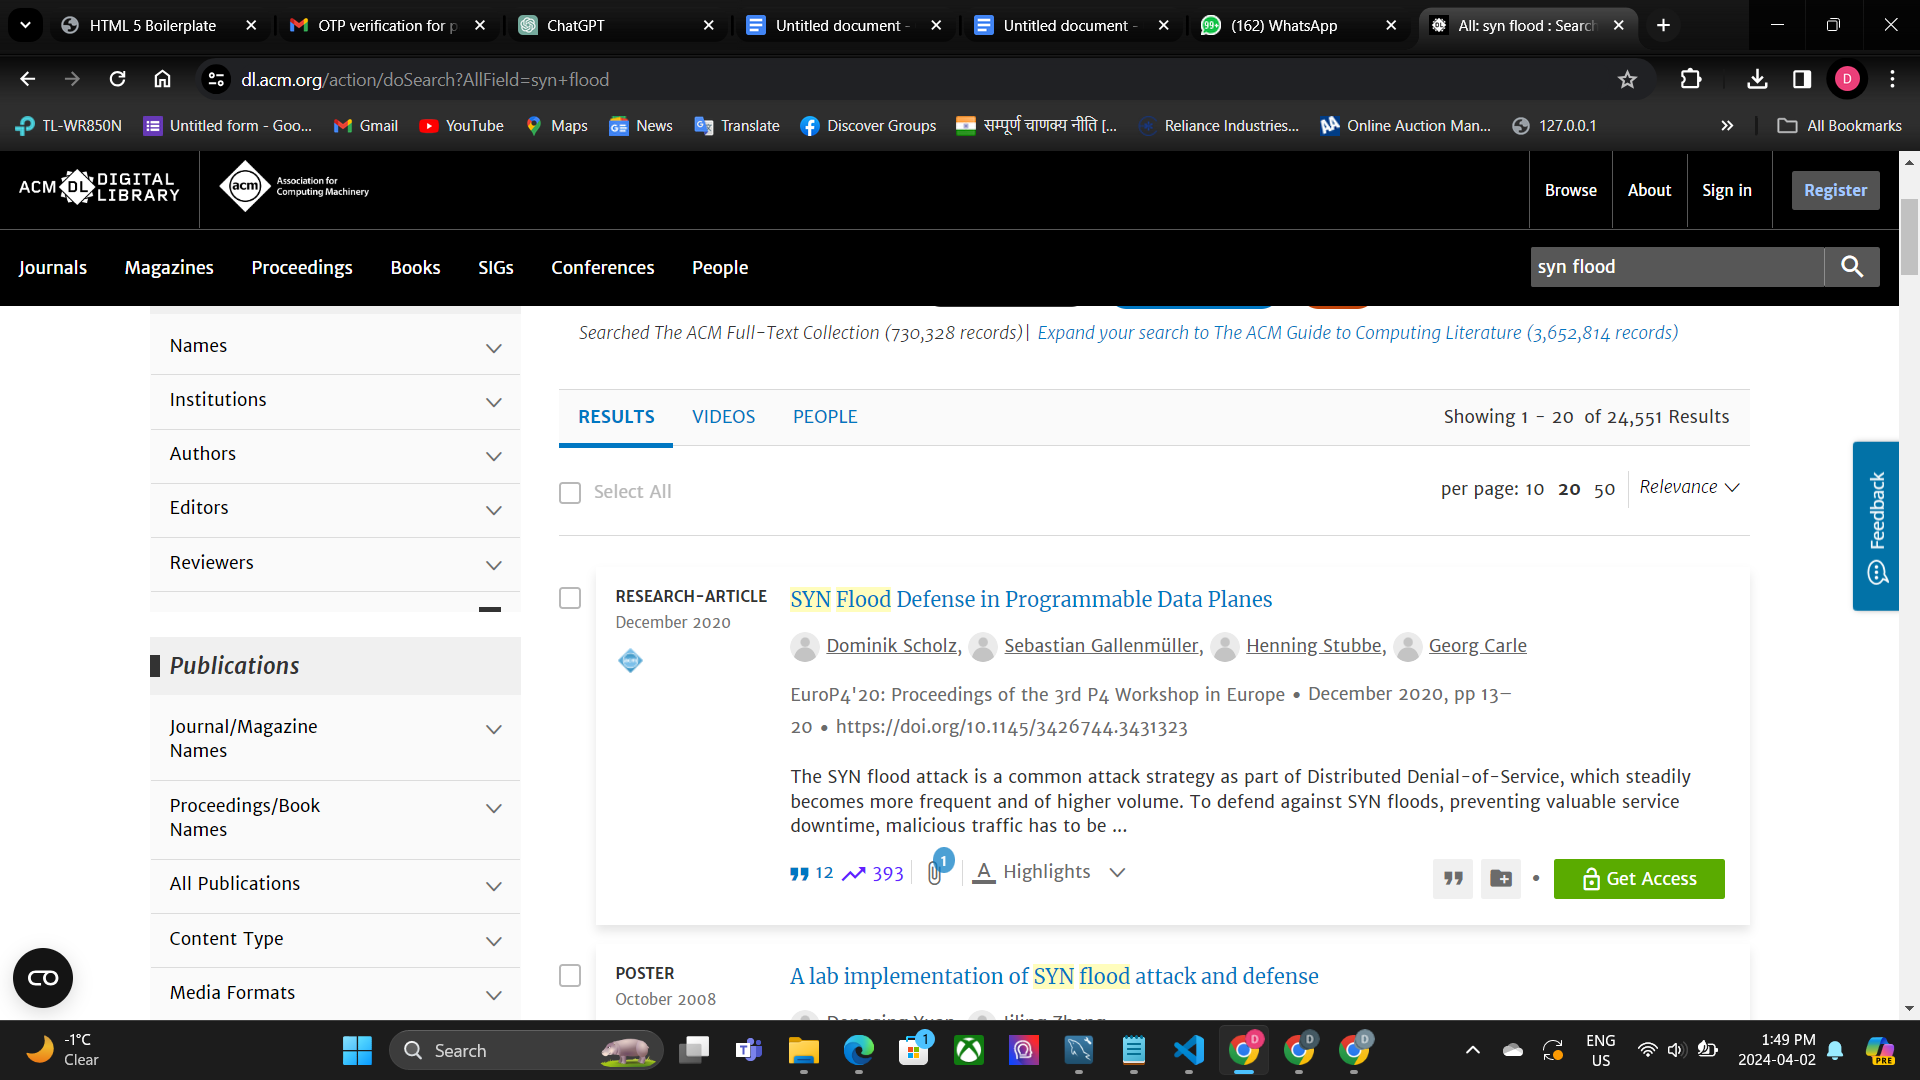 HTML 5 Boilerplate
OTP verification for p
ChatGPT
Untitled document -
Untitled document -
(162) WhatsApp
All: syn flood : Search
dl.acm.org/action/doSearch?AllField=syn+flood
D
TL-WR850N
Untitled form - Goo...
Gmail
YouTube
Maps
News
Translate
Discover Groups
सम्पूर्ण चाणक्य नीति [...
Reliance Industries...
Online Auction Man...
127.0.0.1
All Bookmarks
ACM DL DIGITAL LIBRARY
acm
Association for
Computing Machinery
Browse
About
Sign in
Register
Journals
Magazines
Proceedings
Books
SIGs
Conferences
People
syn flood
Searched The ACM Full-Text Collection (730,328 records)| Expand your search to The ACM Guide to Computing Literature (3,652,814 records)
Names
Institutions
Authors
Editors
Reviewers
Publications
Journal/Magazine
Names
Proceedings/Book
Names
All Publications
Content Type
Media Formats
RESULTS
VIDEOS
PEOPLE
Showing 1 - 20 of 24,551 Results
Select All
per page: 10 20 50
Relevance
Feedback
RESEARCH-ARTICLE
December 2020
SYN Flood Defense in Programmable Data Planes
Dominik Scholz, Sebastian Gallenmüller, Henning Stubbe, Georg Carle
EuroP4'20: Proceedings of the 3rd P4 Workshop in Europe • December 2020, pp 13–
20 • https://doi.org/10.1145/3426744.3431323
The SYN flood attack is a common attack strategy as part of Distributed Denial-of-Service, which steadily
becomes more frequent and of higher volume. To defend against SYN floods, preventing valuable service
downtime, malicious traffic has to be ...
12
393
1
A Highlights
Get Access
POSTER
October 2008
A lab implementation of SYN flood attack and defense
-1°C
Clear
Search
1
D
D
D
ENG
US
1:49 PM
2024-04-02
PRE